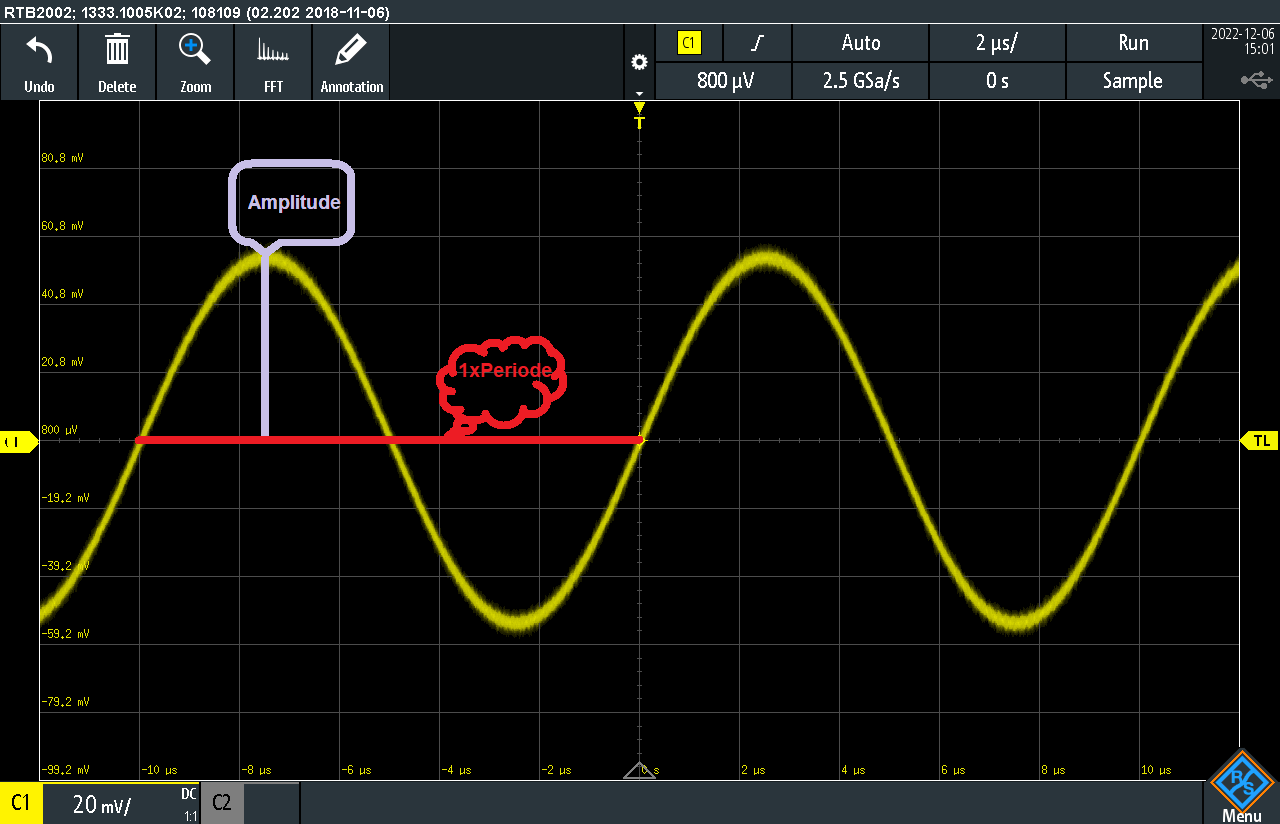 RTB2002; 1333.1005K02; 108109 (02.202 2018-11-06)
Undo Delete Zoom FFT Annotation
C1 Auto 2 µs/ Run
800 µV 2.5 GSa/s 0 s Sample
2022-12-06
15:01
T
80.8 mV
Amplitude
60.8 mV
40.8 mV
20.8 mV
1xPeriode
800 µV
TL
-19.2 mV
-39.2 mV
-59.2 mV
-79.2 mV
-99.2 mV -10 µs -8 µs -6 µs -4 µs -2 µs 0 s 2 µs 4 µs 6 µs 8 µs 10 µs
C1 20 mV/ DC
1:1
C2
R S
Menu